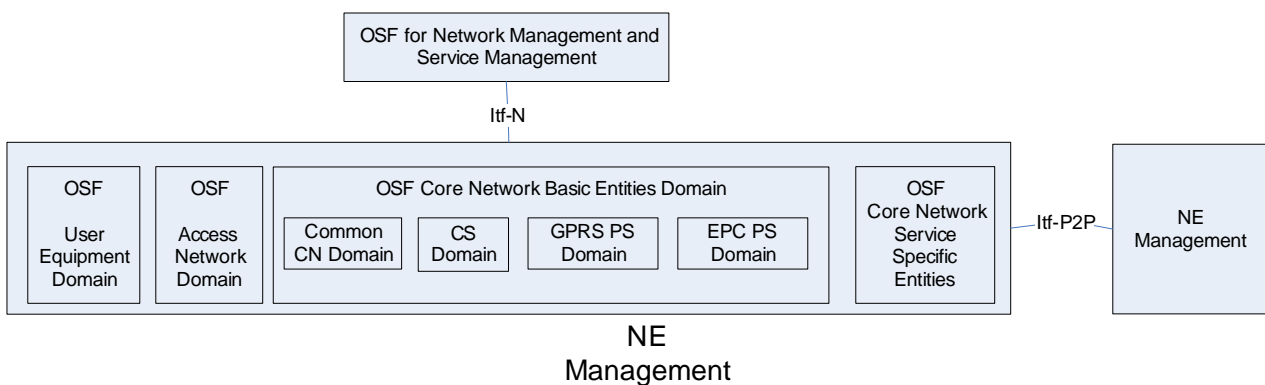 OSF for Network Management and
Service Management
Itf-N
OSF
User
Equipment
Domain
OSF
Access
Network
Domain
OSF Core Network Basic Entities Domain
Common
CN Domain
CS
Domain
GPRS PS
Domain
EPC PS
Domain
OSF
Core Network
Service
Specific
Entities
Itf-P2P
NE
Management
NE
Management